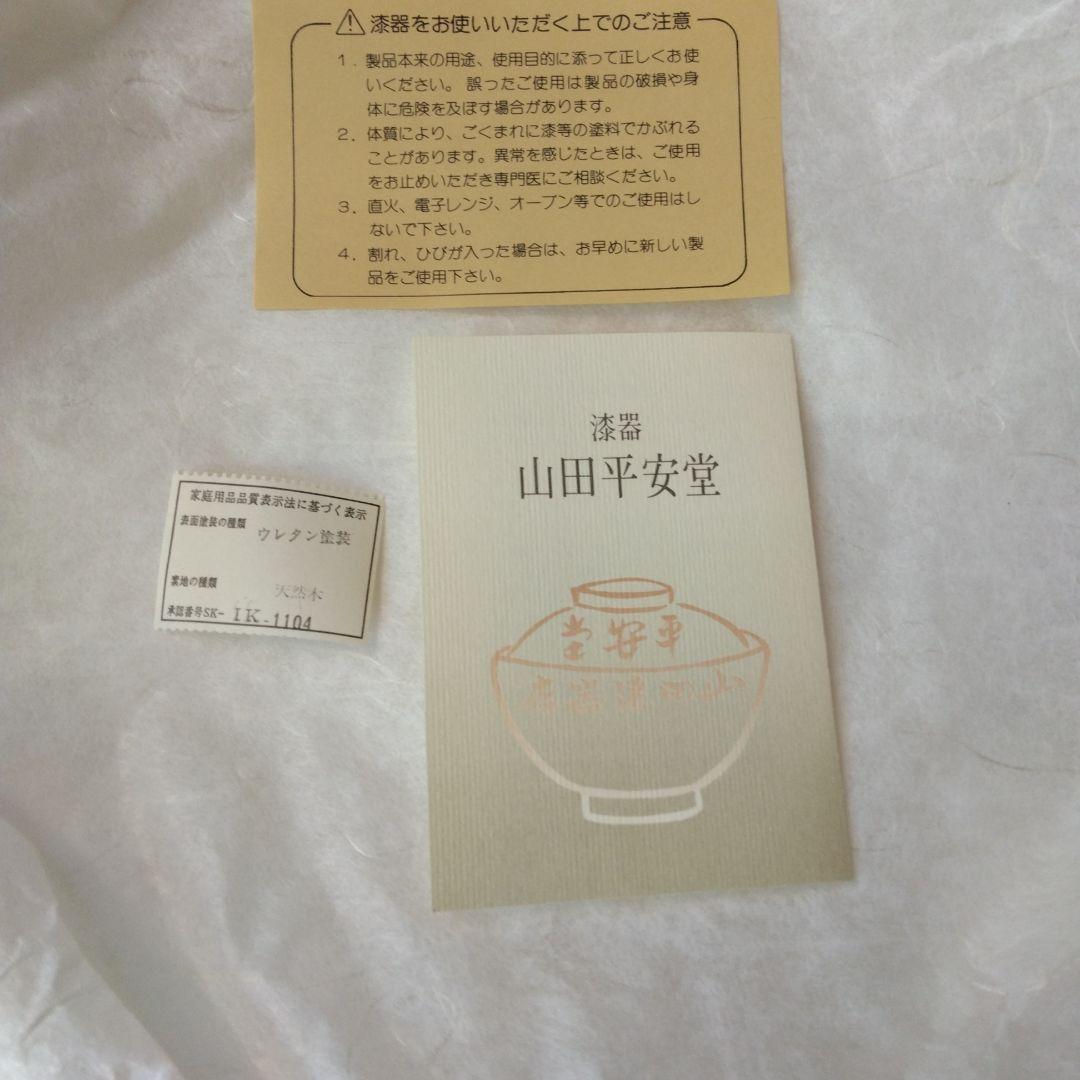 ⚠漆器をお使いいただく上でのご注意
1. 製品本来の用途、使用目的に添って正しくお使
いください。 誤ったご使用は製品の破損や身
体に危険を及ぼす場合があります。
2. 体質により、ごくまれに漆等の塗料でかぶれる
ことがあります。異常を感じたときは、ご使用
をお止めいただき専門医にご相談ください。
3. 直火、電子レンジ、オーブン等でのご使用はし
ないで下さい。
4. 割れ、ひびが入った場合は、お早めに新しい製
品をご使用下さい。
漆器
山田平安堂
堂安平
家庭用品品質表示法に基づく表示
表面塗装の種類
ウレタン塗装
素地の種類
天然木
承認番号SK- IK-1104